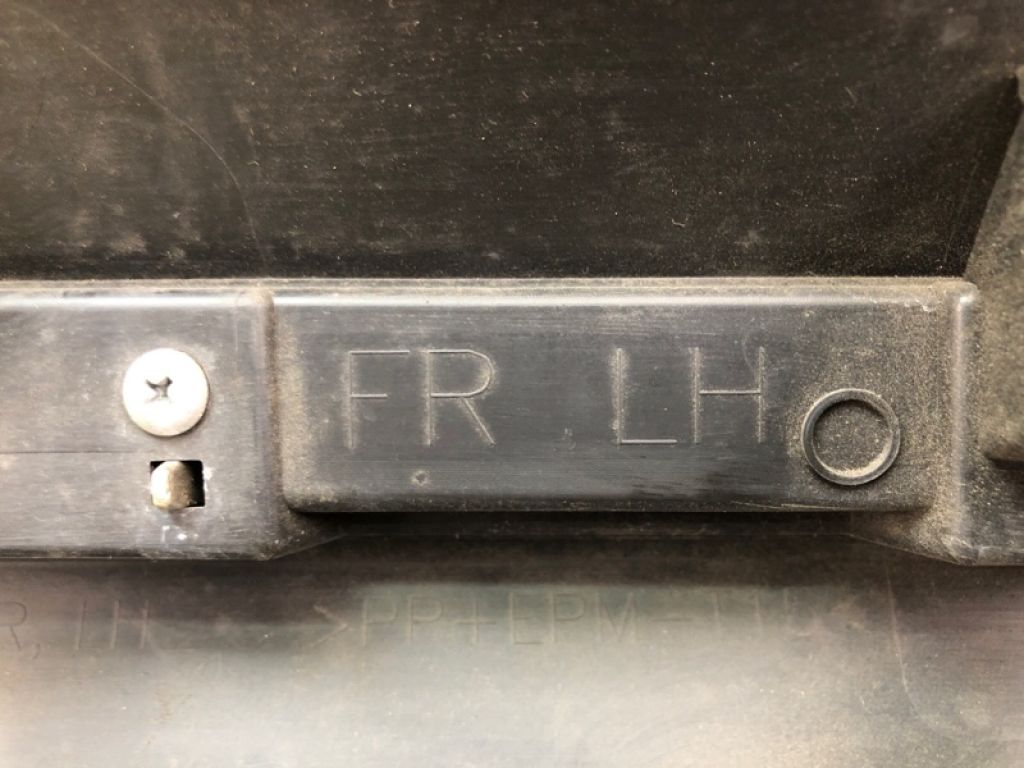 FR LH
R, LH >PP+EPM-